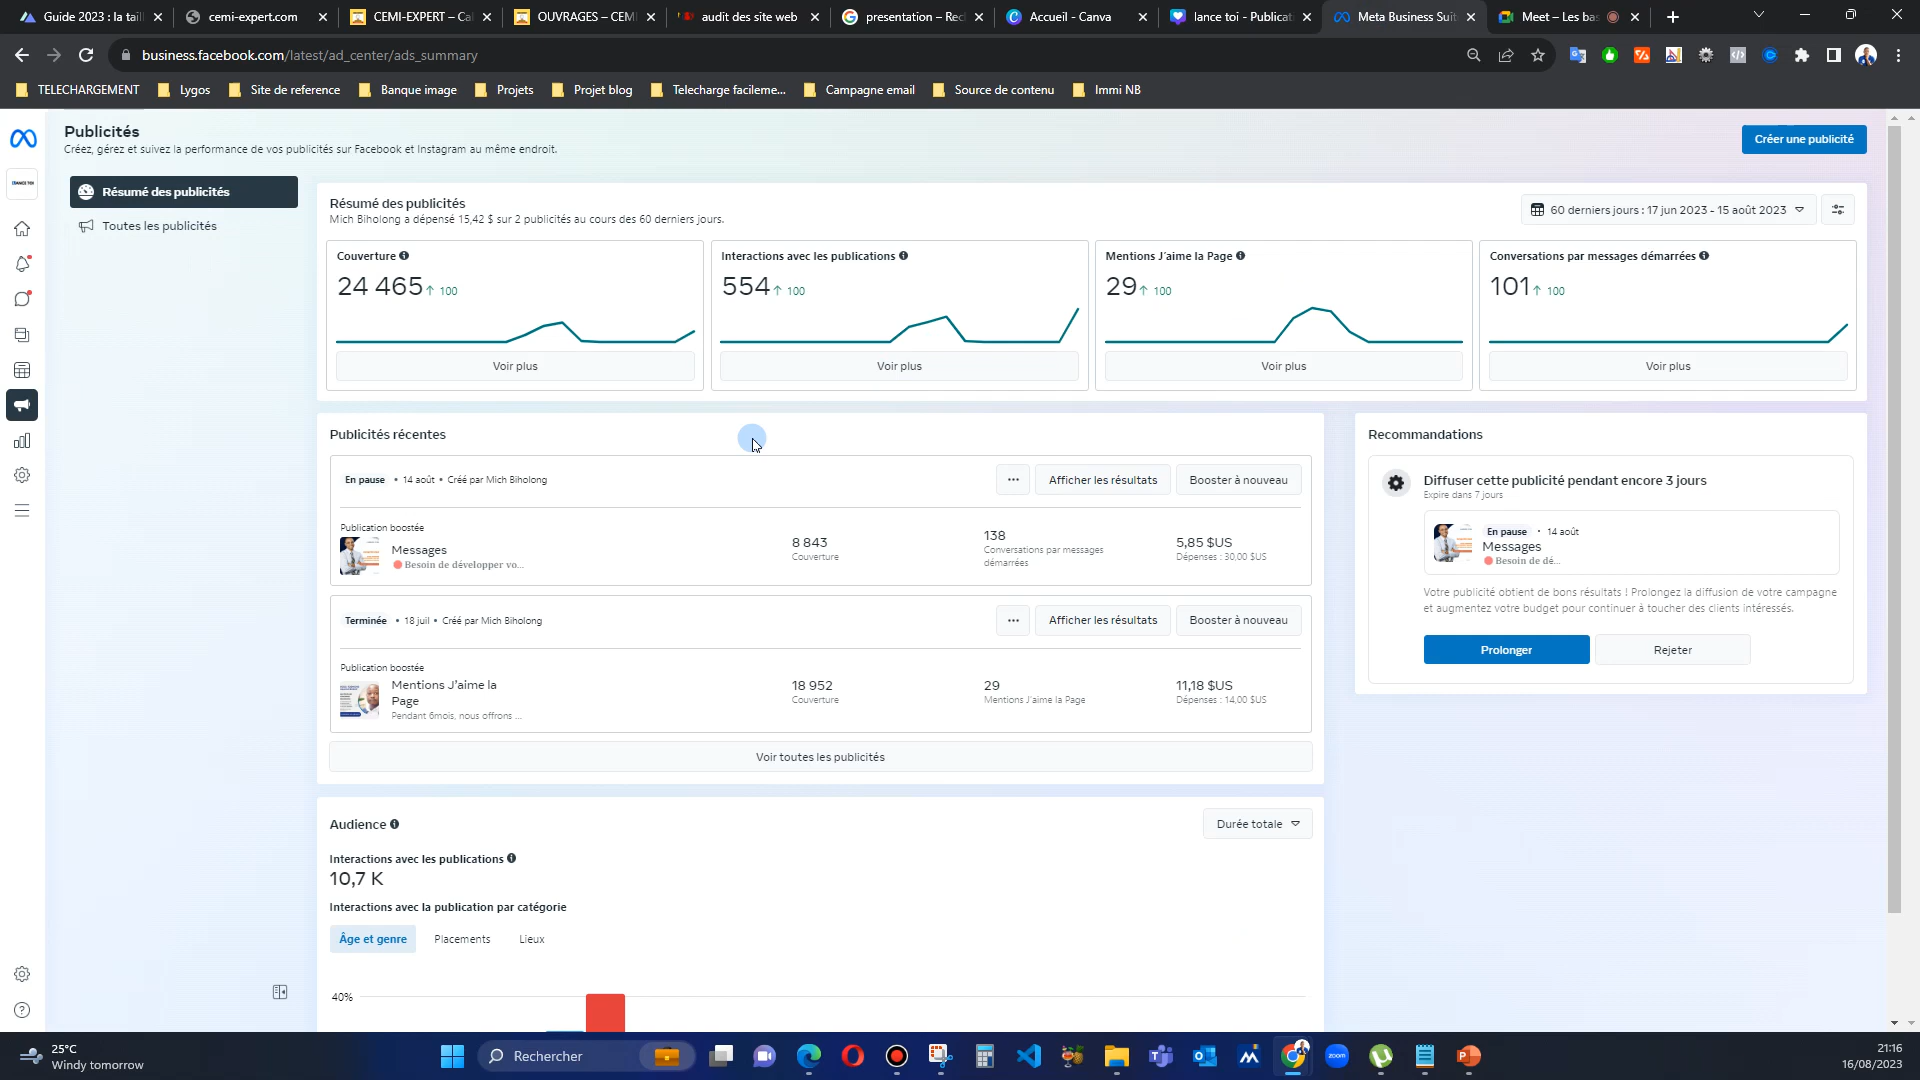 Guide 2023 : la tail
cemi-expert.com
CEMI-EXPERT – Ca
OUVRAGES – CEMI
audit des site web
presentation – Rec
Accueil - Canva
lance toi - Publicat
Meta Business Suit
Meet – Les ba
business.facebook.com/latest/ad_center/ads_summary
TELECHARGEMENT
Lygos
Site de reference
Banque image
Projets
Projet blog
Telecharge facileme...
Campagne email
Source de contenu
Immi NB
Publicités
Créez, gérez et suivez la performance de vos publicités sur Facebook et Instagram au même endroit.
Créer une publicité
Résumé des publicités
Toutes les publicités
Résumé des publicités
Mich Biholong a dépensé 15,42 $ sur 2 publicités au cours des 60 derniers jours.
60 derniers jours : 17 jun 2023 - 15 août 2023
Couverture
24 465 ↑ 100
Voir plus
Interactions avec les publications
554 ↑ 100
Voir plus
Mentions J’aime la Page
29 ↑ 100
Voir plus
Conversations par messages démarrées
101 ↑ 100
Voir plus
Publicités récentes
En pause • 14 août • Créé par Mich Biholong
Afficher les résultats
Booster à nouveau
Publication boostée
Messages
Besoin de développer vo...
8 843
Couverture
138
Conversations par messages
démarrées
5,85 $US
Dépenses : 30,00 $US
Terminée • 18 juil • Créé par Mich Biholong
Afficher les résultats
Booster à nouveau
Publication boostée
Mentions J’aime la
Page
Pendant 6mois, nous offrons ...
18 952
Couverture
29
Mentions J’aime la Page
11,18 $US
Dépenses : 14,00 $US
Voir toutes les publicités
Recommandations
Diffuser cette publicité pendant encore 3 jours
Expire dans 7 jours
En pause • 14 août
Messages
Besoin de dé...
Votre publicité obtient de bons résultats ! Prolongez la diffusion de votre campagne
et augmentez votre budget pour continuer à toucher des clients intéressés.
Prolonger
Rejeter
Audience
Durée totale
Interactions avec les publications
10,7 K
Interactions avec la publication par catégorie
Âge et genre
Placements
Lieux
40%
25°C
Windy tomorrow
Rechercher
zoom
21:16
16/08/2023